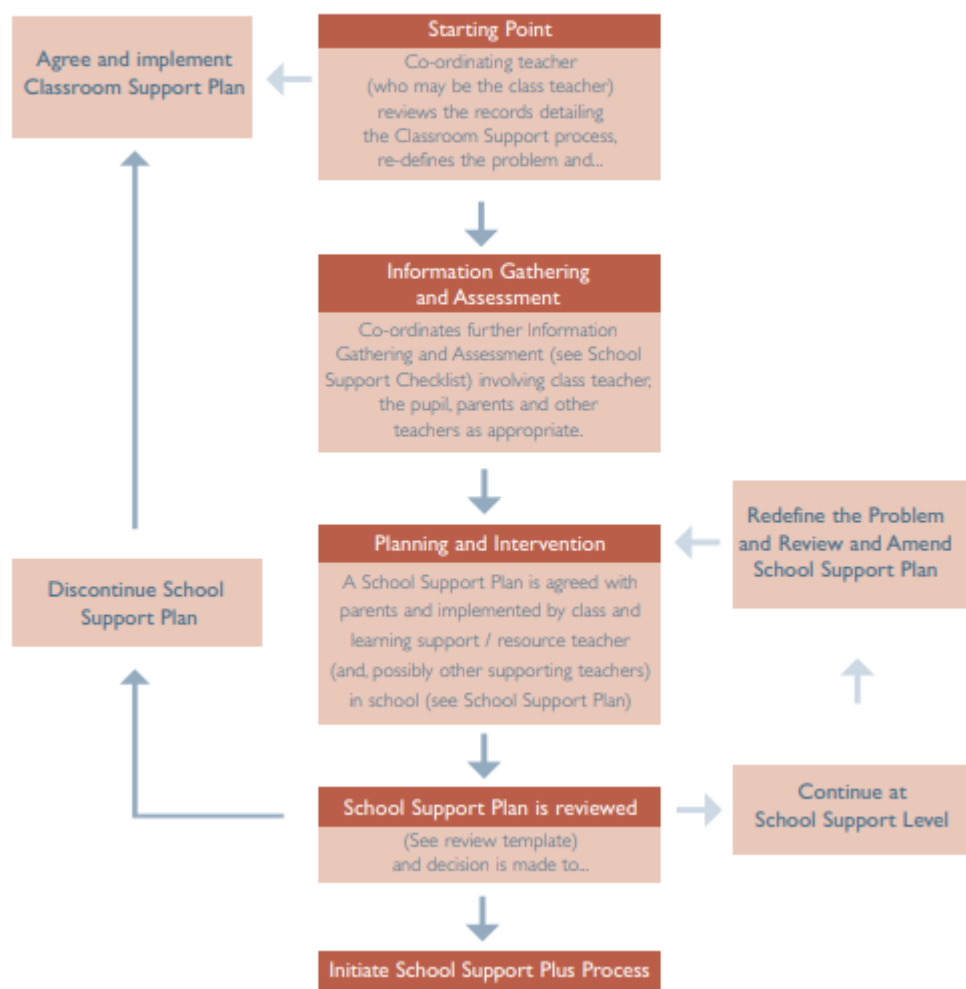 Starting Point
Co-ordinating teacher
(who may be the class teacher)
reviews the records detailing
the Classroom Support process,
re-defines the problem and...
Agree and implement
Classroom Support Plan
Information Gathering
and Assessment
Co-ordinates further Information
Gathering and Assessment (see School
Support Checklist) involving class teacher,
the pupil, parents and other
teachers as appropriate.
Planning and Intervention
A School Support Plan is agreed with
parents and implemented by class and
learning support / resource teacher
(and, possibly other supporting teachers)
in school (see School Support Plan)
Redefine the Problem
and Review and Amend
School Support Plan
Discontinue School
Support Plan
School Support Plan is reviewed
(See review template)
and decision is made to...
Continue at
School Support Level
Initiate School Support Plus Process